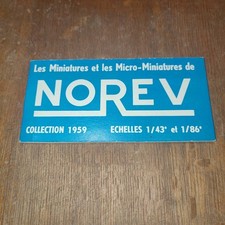 Les Miniatures et les Micro-Miniatures de
NOREV
COLLECTION 1959 ECHELLES 1/43ᵉ et 1/86ᵉ